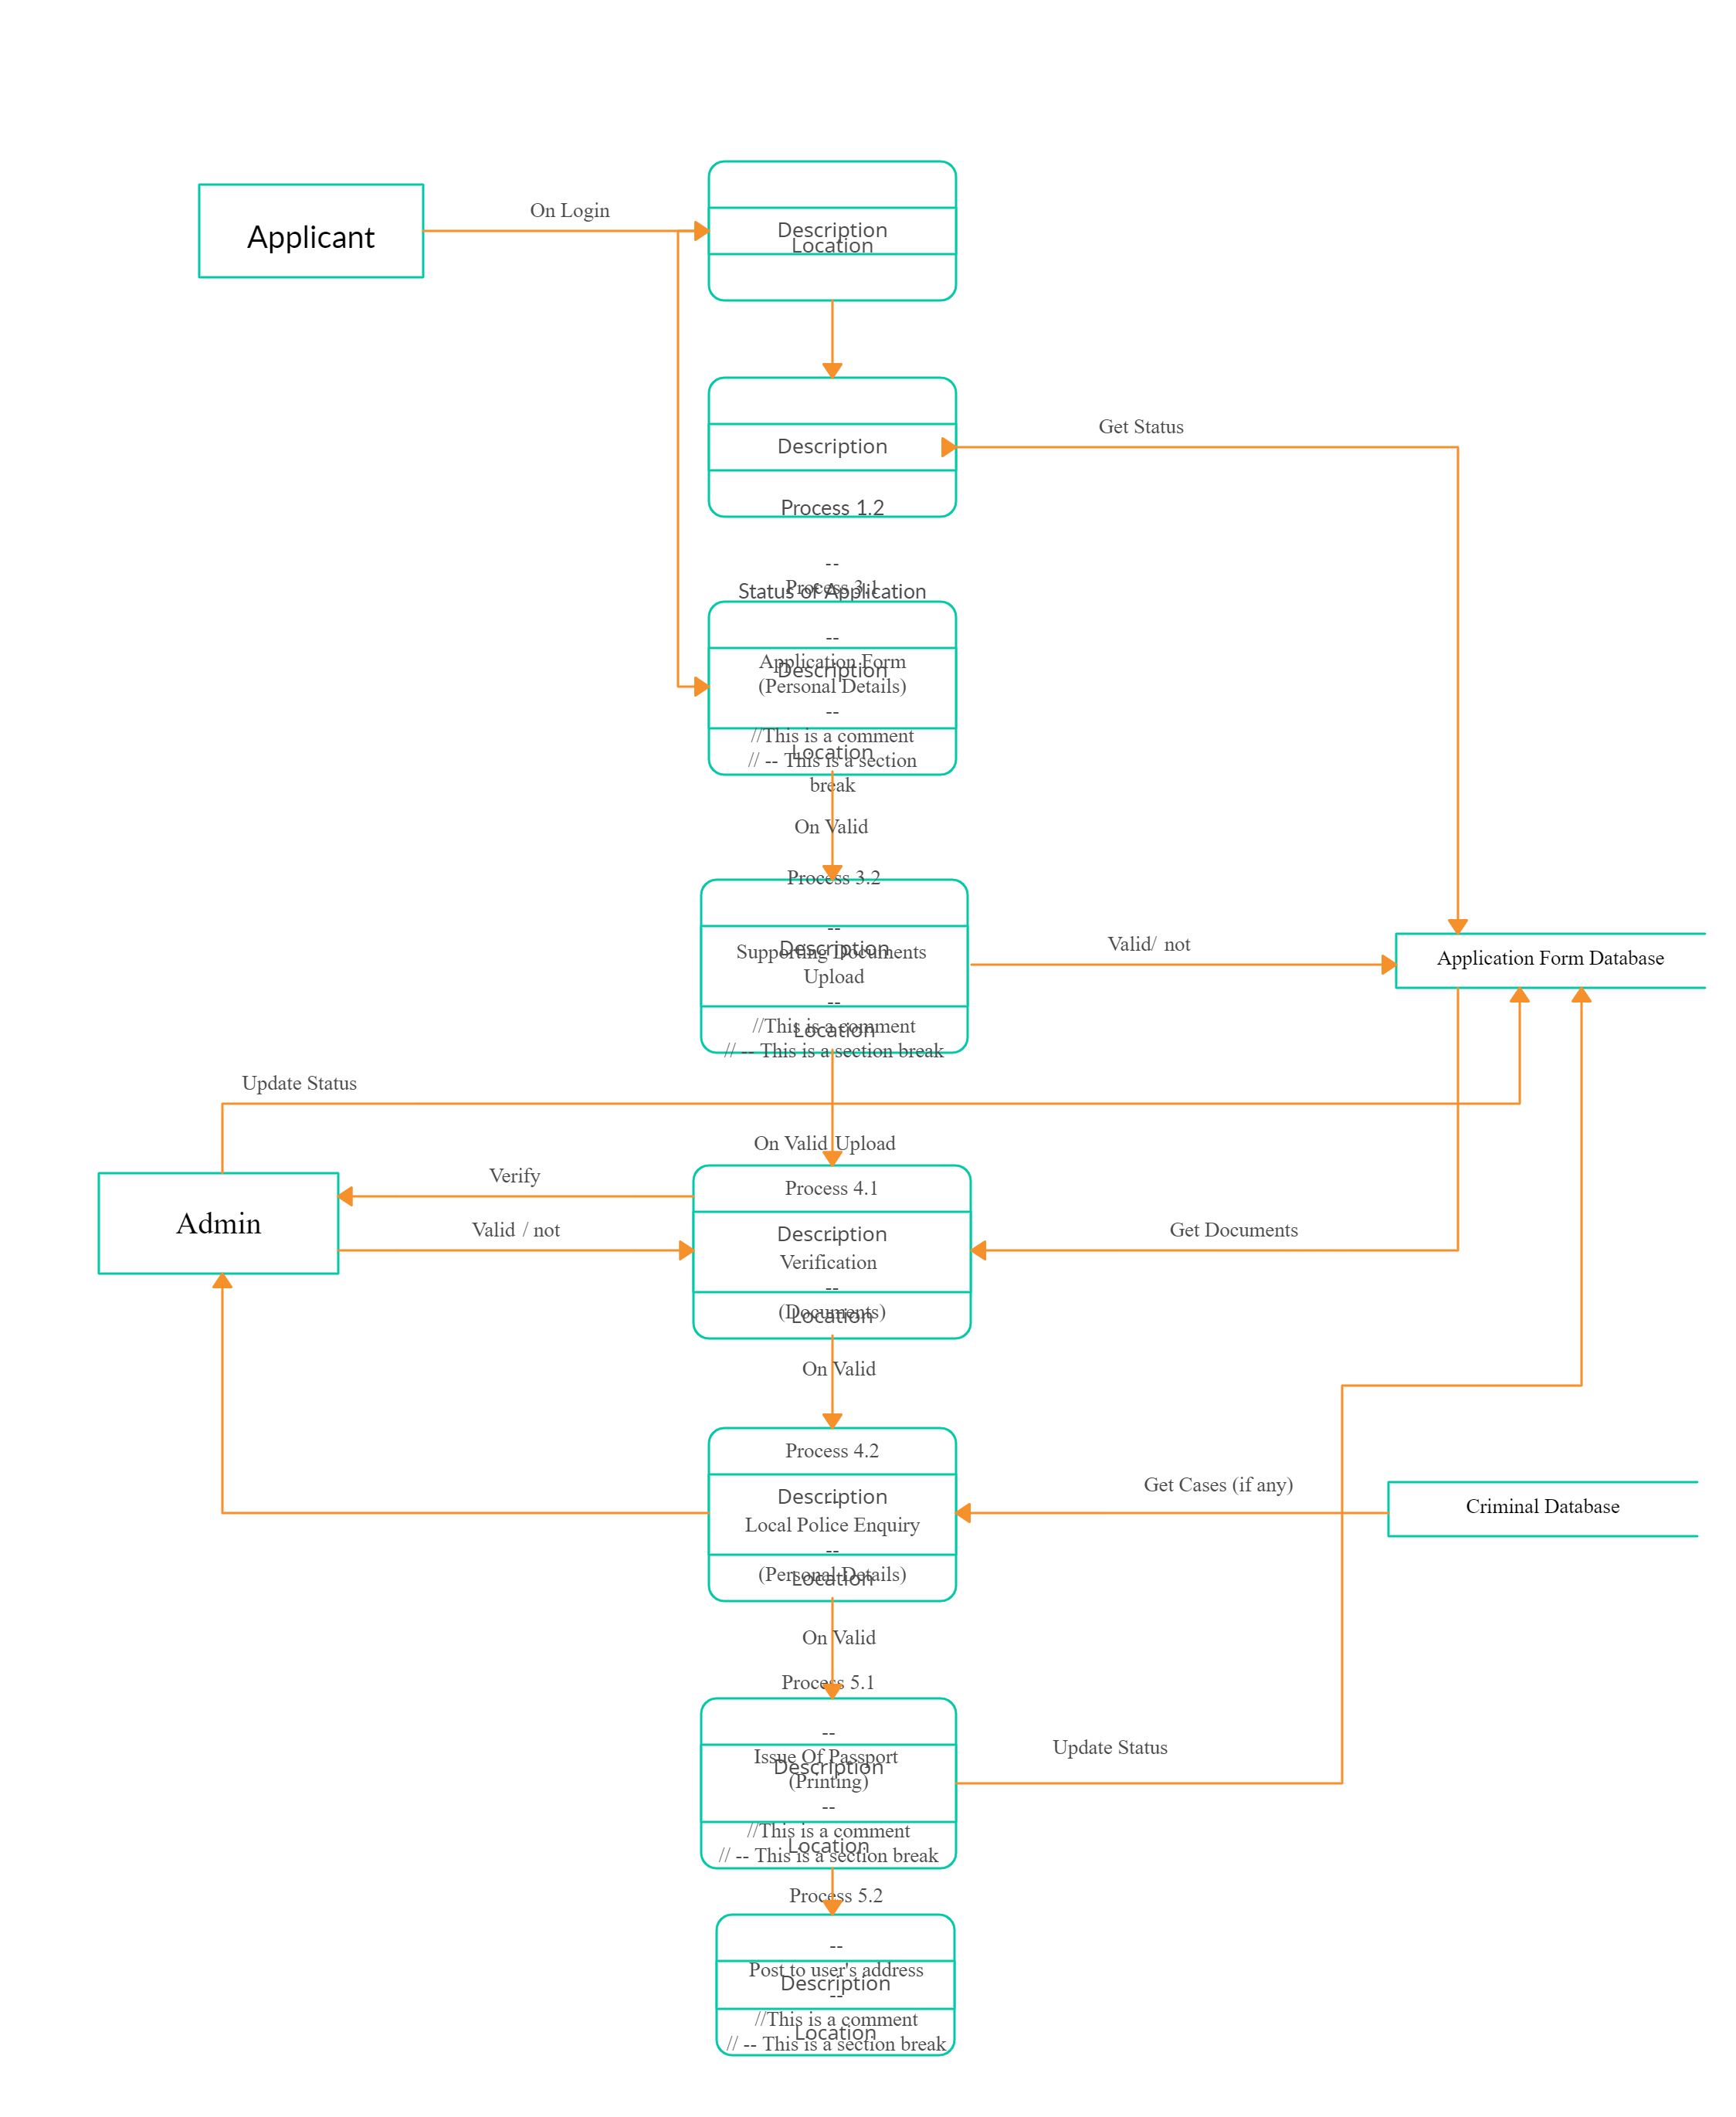 Applicant
On Login
Description
Location
Description
Get Status
Process 1.2
--
Process 3.1
Status of Application
--
Application Form
Description
(Personal Details)
--
//This is a comment
Location
// -- This is a section
break
On Valid
Process 3.2
--
Description
Supporting Documents
Upload
--
//This is a comment
Location
// -- This is a section break
Valid/ not
Application Form Database
Update Status
On Valid Upload
Verify
Process 4.1
Admin
Valid / not
Description
--
Verification
--
(Documents)
Location
Get Documents
On Valid
Process 4.2
Description
--
Local Police Enquiry
--
(Personal Details)
Location
Get Cases (if any)
Criminal Database
On Valid
Process 5.1
--
Issue Of Passport
Description
(Printing)
--
//This is a comment
Location
// -- This is a section break
Update Status
Process 5.2
--
Post to user's address
Description
--
//This is a comment
Location
// -- This is a section break